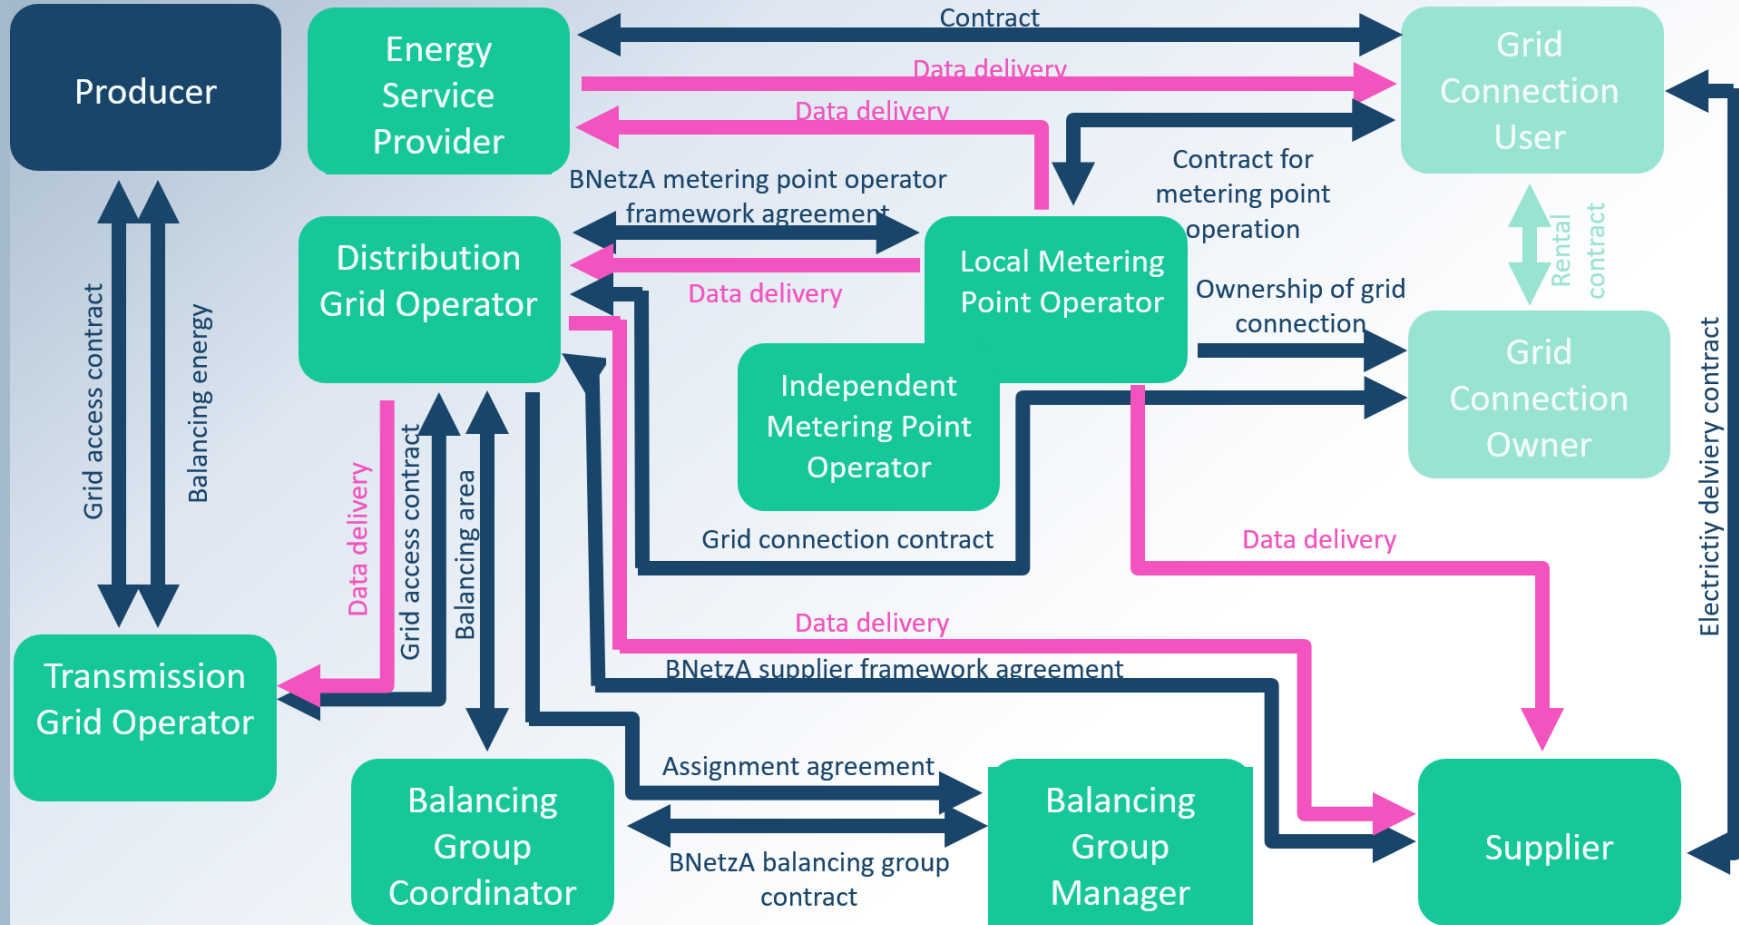 Producer
Energy
Service
Provider
Contract
Data delivery
Data delivery
Grid
Connection
User
BNetzA metering point operator
framework agreement
Contract for
metering point
operation
Rental
contract
Distribution
Grid Operator
Data delivery
Local Metering
Point Operator
Ownership of grid
connection
Grid
Connection
Owner
Independent
Metering Point
Operator
Grid access contract
Balancing energy
Data delivery
Grid access contract
Balancing area
Grid connection contract
Data delivery
Electrictiy delviery contract
Data delivery
BNetzA supplier framework agreement
Transmission
Grid Operator
Assignment agreement
Balancing
Group
Coordinator
BNetzA balancing group
contract
Balancing
Group
Manager
Supplier